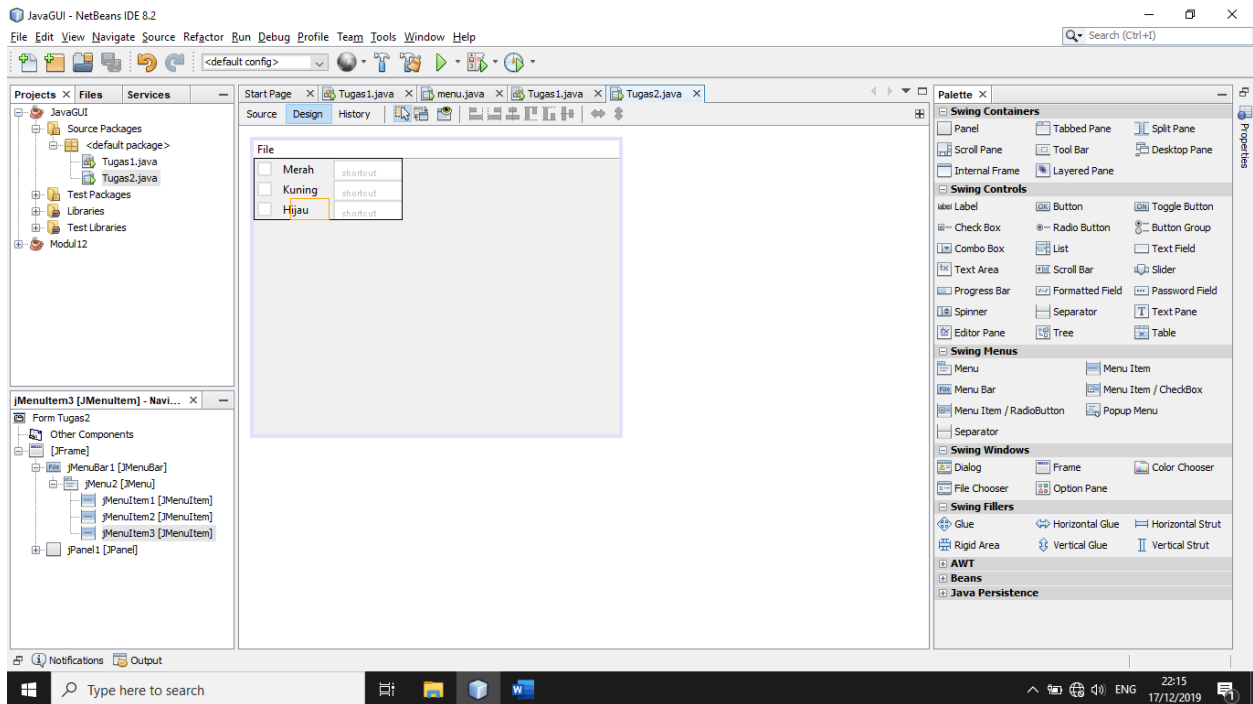 JavaGUI - NetBeans IDE 8.2
File Edit View Navigate Source Refactor Run Debug Profile Team Tools Window Help
Search (Ctrl+I)
<default config>
Projects Files Services
JavaGUI
Source Packages
<default package>
Tugas1.java
Tugas2.java
Test Packages
Libraries
Test Libraries
Modul12
jMenuItem3 [JMenuItem] - Navi...
Form Tugas2
Other Components
[JFrame]
jMenuBar1 [JMenuBar]
jMenu2 [JMenu]
jMenuItem1 [JMenuItem]
jMenuItem2 [JMenuItem]
jMenuItem3 [JMenuItem]
jPanel1 [JPanel]
Start Page Tugas1.java menu.java Tugas1.java Tugas2.java
Source Design History
File
Merah shortcut
Kuning shortcut
Hijau shortcut
Palette
Swing Containers
Panel Tabbed Pane Split Pane
Scroll Pane Tool Bar Desktop Pane
Internal Frame Layered Pane
Swing Controls
label Label OK Button ON Toggle Button
Check Box Radio Button Button Group
Combo Box List Text Field
Text Area Scroll Bar Slider
Progress Bar Formatted Field Password Field
Spinner Separator Text Pane
Editor Pane Tree Table
Swing Menus
Menu Menu Item
File Menu Bar Menu Item / CheckBox
Menu Item / RadioButton Popup Menu
Separator
Swing Windows
Dialog Frame Color Chooser
File Chooser Option Pane
Swing Fillers
Glue Horizontal Glue Horizontal Strut
Rigid Area Vertical Glue Vertical Strut
AWT
Beans
Java Persistence
Properties
Notifications Output
Type here to search
ENG
22:15
17/12/2019
1